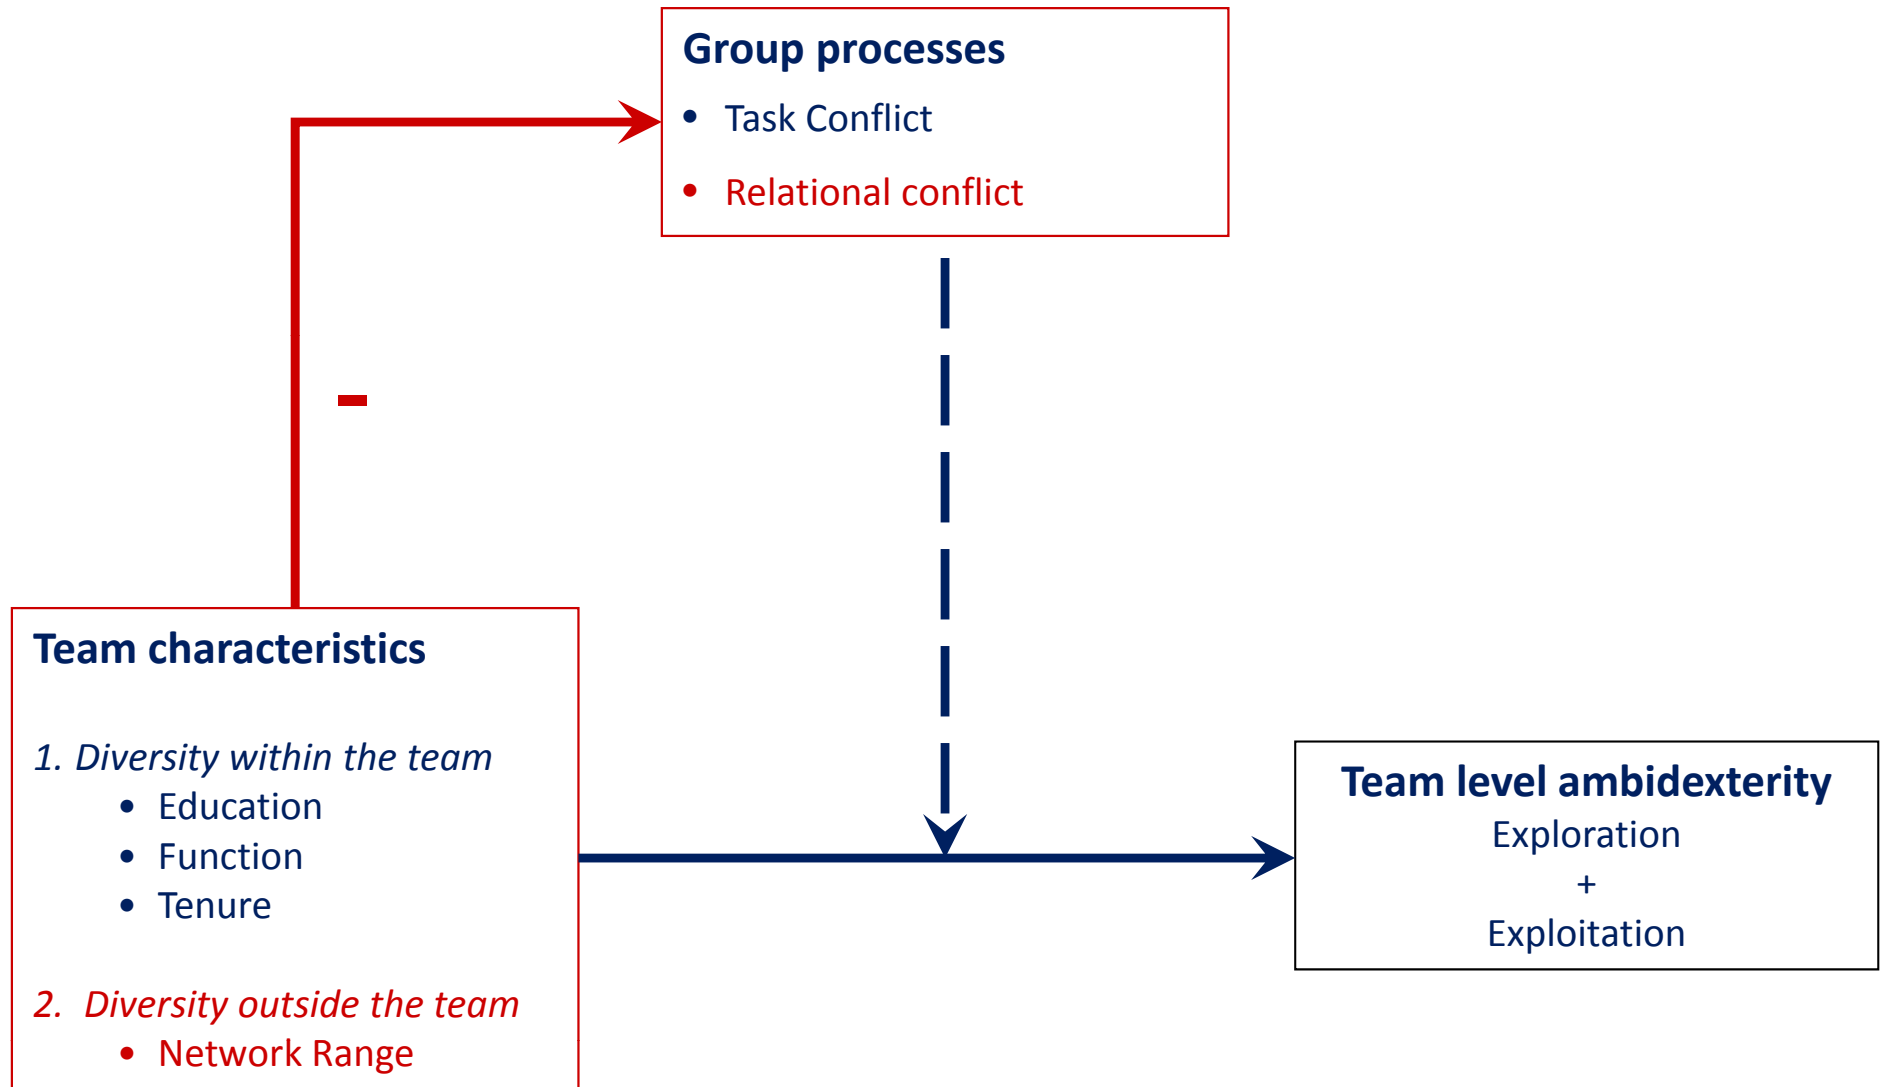 Group processes
• Task Conflict
• Relational conflict
-
Team characteristics
1. Diversity within the team
• Education
• Function
• Tenure
2. Diversity outside the team
• Network Range
Team level ambidexterity
Exploration
+
Exploitation